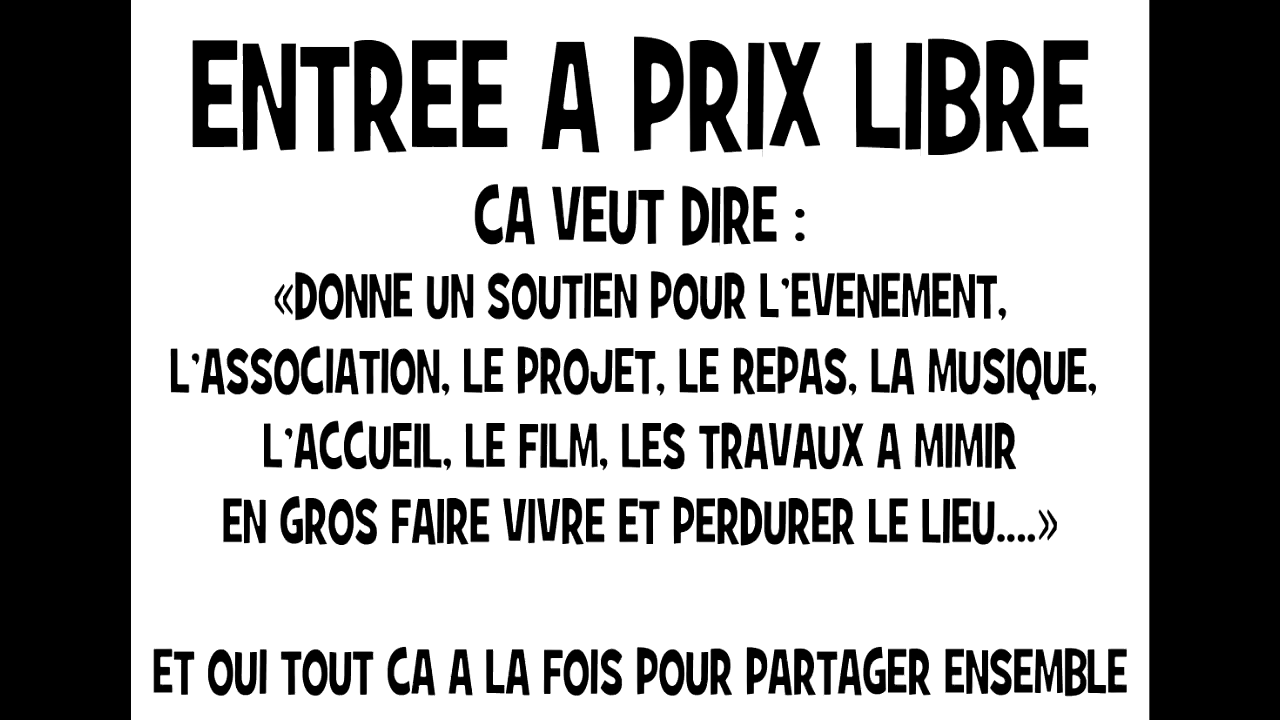 ENTREE A PRIX LIBRE
CA VEUT DIRE :
«DONNE UN SOUTIEN POUR L'EVENEMENT,
L'ASSOCIATION, LE PROJET, LE REPAS, LA MUSIQUE,
L'ACCUEIL, LE FILM, LES TRAVAUX A MIMIR
EN GROS FAIRE VIVRE ET PERDURER LE LIEU....»
ET OUI TOUT CA A LA FOIS POUR PARTAGER ENSEMBLE